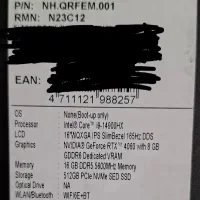 P/N: NH.QRFEM.001
RMN: N23C12
EAN:
4 711121 988257
OS None(Boot-up only)
Processor Intel® Core™ i9-14900HX
LCD 16"WQXGA IPS SlimBezel 165Hz DDS
Graphics NVIDIA® GeForce RTX™ 4060 with 8 GB
GDDR6 Dedicated VRAM
Memory 16 GB DDR5 5600MHz Memory
Storage 512GB PCIe NVMe SED SSD
Optical Drive NA
WLAN/Bluetooth WiFi6E+BT